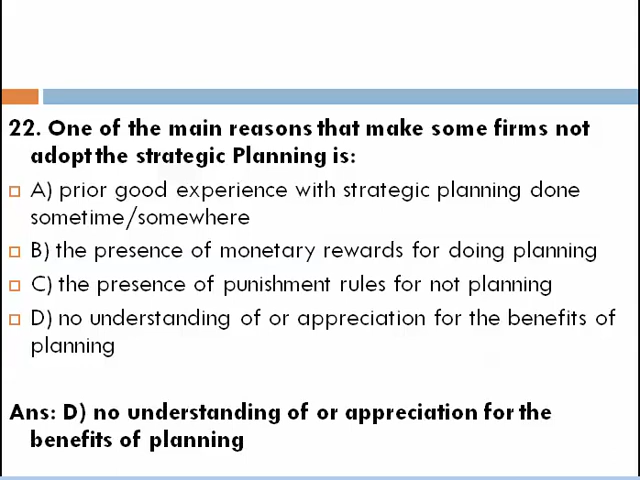 22. One of the main reasons that make some firms not
adopt the strategic Planning is:
A) prior good experience with strategic planning done
sometime/somewhere
B) the presence of monetary rewards for doing planning
C) the presence of punishment rules for not planning
D) no understanding of or appreciation for the benefits of
planning
Ans: D) no understanding of or appreciation for the
benefits of planning